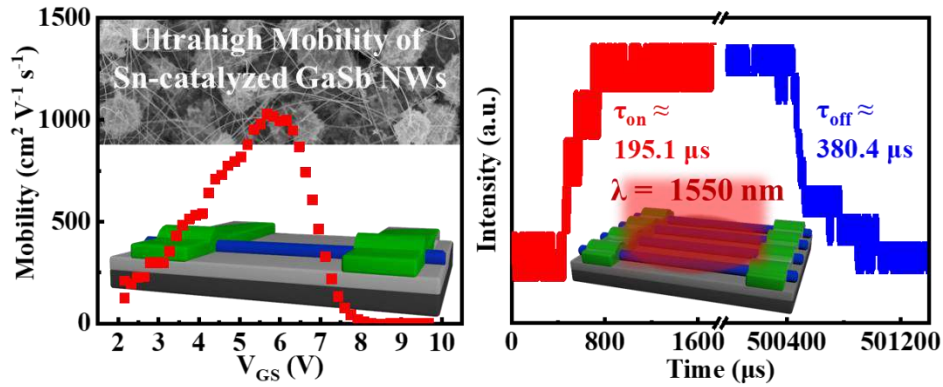 1500
1000
500
0
Mobility (cm² V⁻¹ s⁻¹)
Ultrahigh Mobility of
Sn-catalyzed GaSb NWs
2 3 4 5 6 7 8 9 10
V_GS (V)
Intensity (a.u.)
τ_on ≈
195.1 μs
τ_off ≈
380.4 μs
λ = 1550 nm
0 800 1600 500400 501200
Time (μs)